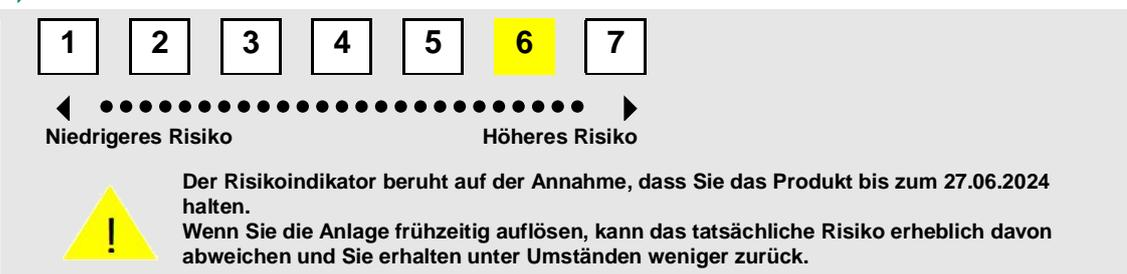 1 2 3 4 5 6 7
Niedrigeres Risiko Höheres Risiko
! Der Risikoindikator beruht auf der Annahme, dass Sie das Produkt bis zum 27.06.2024
halten.
Wenn Sie die Anlage frühzeitig auflösen, kann das tatsächliche Risiko erheblich davon
abweichen und Sie erhalten unter Umständen weniger zurück.